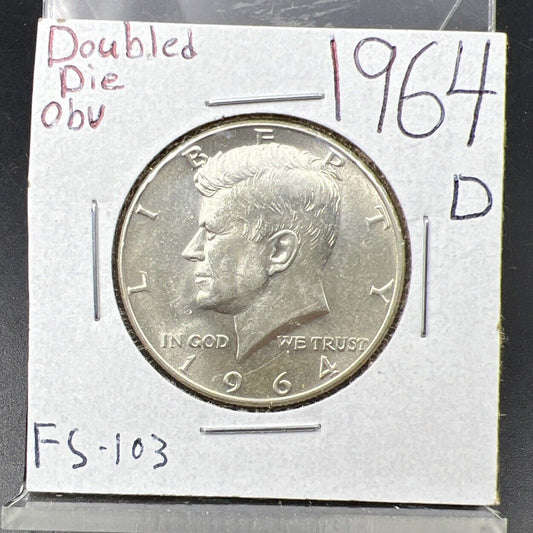 Doubled
Die
Obv
1964
D
LIBERTY
IN GOD WE TRUST
1964
FS-103